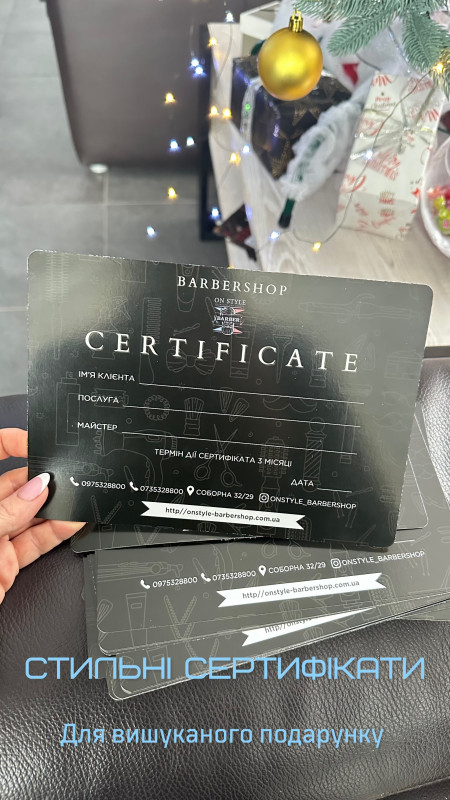 BARBERSHOP
ON STYLE
BARBER
CERTIFICATE
ІМ'Я КЛІЄНТА
ПОСЛУГА
МАЙСТЕР
ТЕРМІН ДІЇ СЕРТИФІКАТА 3 МІСЯЦІ
ДАТА
0975328800 0735328800 СОБОРНА 32/29 ONSTYLE_BARBERSHOP
http//onstyle-barbershop.com.ua
0975328800 0735328800 СОБОРНА 32/29 ONSTYLE_BARBERSHOP
http//onstyle-barbershop.com.ua
СТИЛЬНІ СЕРТИФІКАТИ
Для вишуканого подарунку